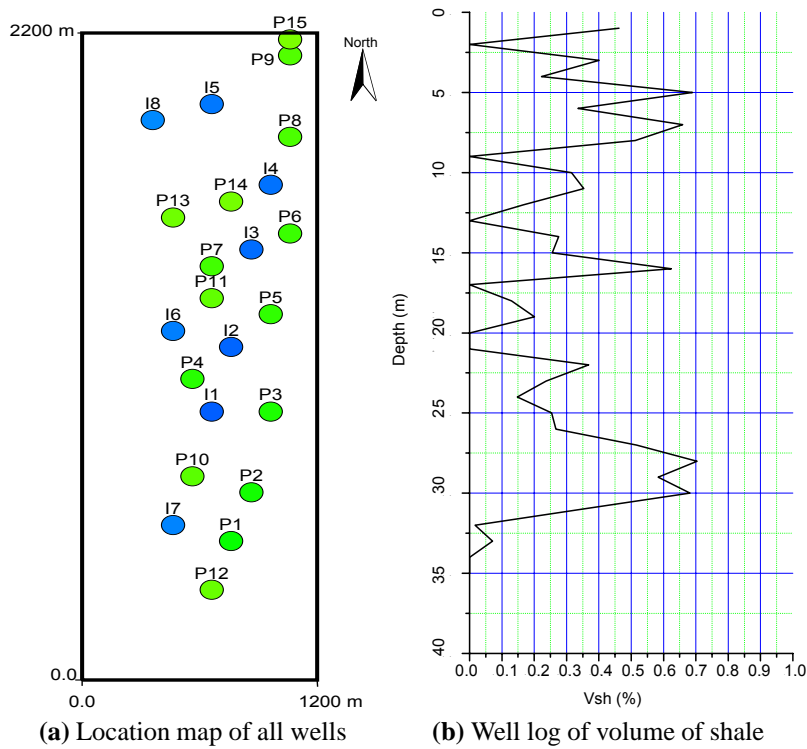 2200 m
North
P15
P9
I5
I8
P8
I4
P14
P13
P6
I3
P7
P11
P5
I6
I2
P4
I1
P3
P10
P2
I7
P1
P12
0.0
0.0
1200 m
(a) Location map of all wells
Depth (m)
0
5
10
15
20
25
30
35
40
0.0 0.1 0.2 0.3 0.4 0.5 0.6 0.7 0.8 0.9 1.0
Vsh (%)
(b) Well log of volume of shale